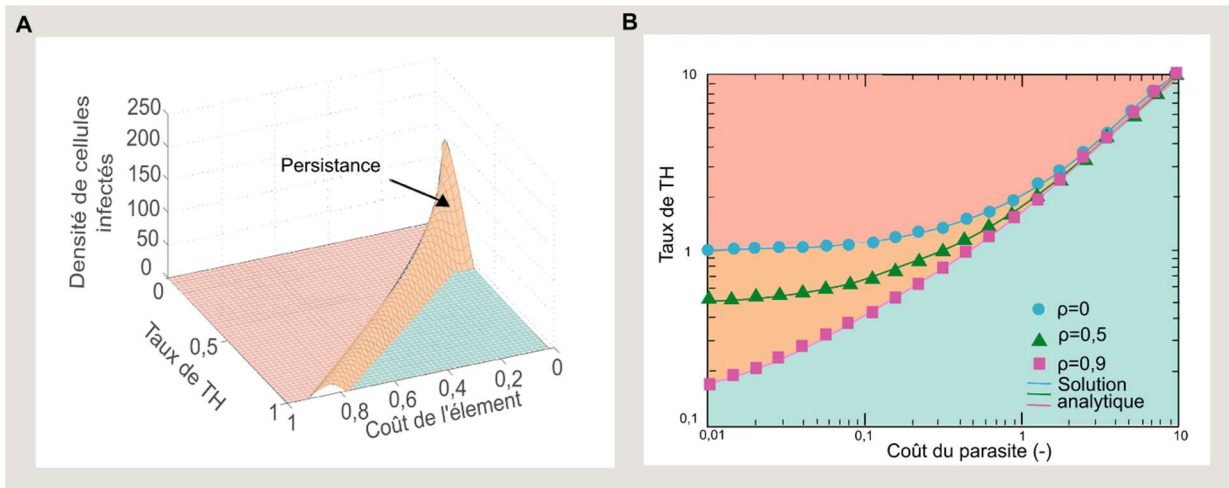 A
Densité de cellules
infectés
250
200
150
100
50
0
Persistance
0
0,5
1
Taux de TH
1
0,8
0,6
0,4
0,2
0
Coût de l'élement
B
Taux de TH
10
1
0,1
0,01
0,1
1
10
Coût du parasite (-)
ρ=0
ρ=0,5
ρ=0,9
Solution
analytique